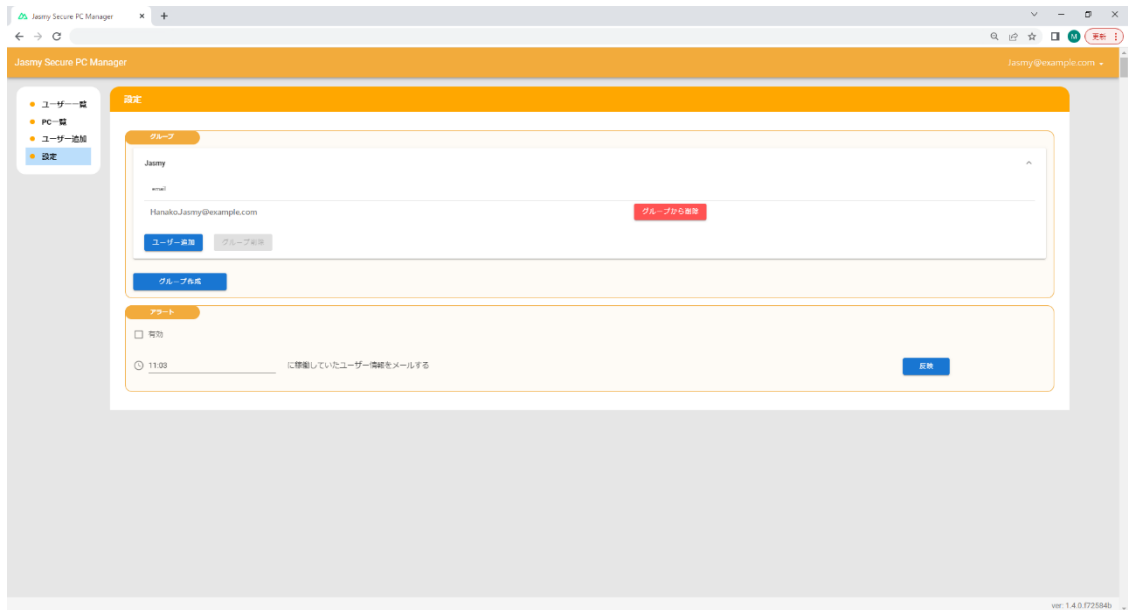 Jasmy Secure PC Manager
M
更新
Jasmy Secure PC Manager
Jasmy@example.com
ユーザー一覧
PC一覧
ユーザー追加
設定
設定
グループ
Jasmy
email
Hanako.Jasmy@example.com
グループから削除
ユーザー追加
グループ削除
グループ作成
アラート
有効
11:03
に稼働していたユーザー情報をメールする
反映
ver: 1.4.0.f72584b